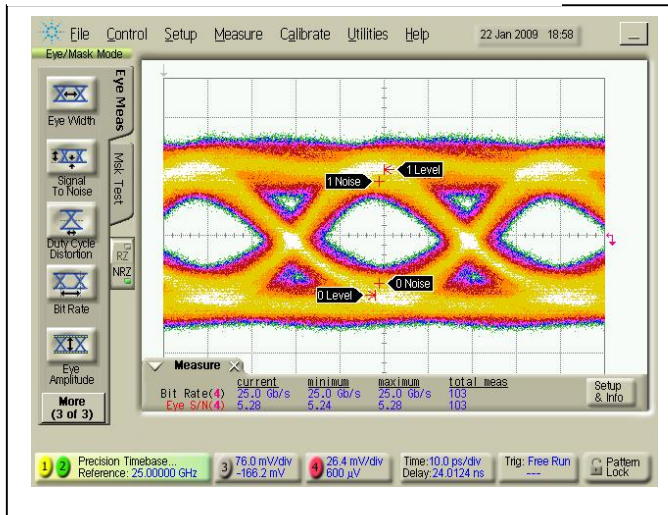 File Control Setup Measure Calibrate Utilities Help 22 Jan 2009 18:58
Eye/Mask Mode
Eye Meas
Msk Test
Eye Width
Signal
To Noise
Duty Cycle
Distortion
RZ
NRZ
Bit Rate
Eye
Amplitude
More
(3 of 3)
1 Level
1 Noise
0 Noise
0 Level
Measure
current minimum maximum total meas
Bit Rate(4) 25.0 Gb/s 25.0 Gb/s 25.0 Gb/s 103
Eye S/N(4) 5.28 5.24 5.28 103
Setup
& Info
1 2 Precision Timebase...
Reference: 25.00000 GHz
3 76.0 mV/div
-166.2 mV
4 26.4 mV/div
600 µV
Time:10.0 ps/div
Delay:24.0124 ns
Trig: Free Run
---
Pattern
Lock